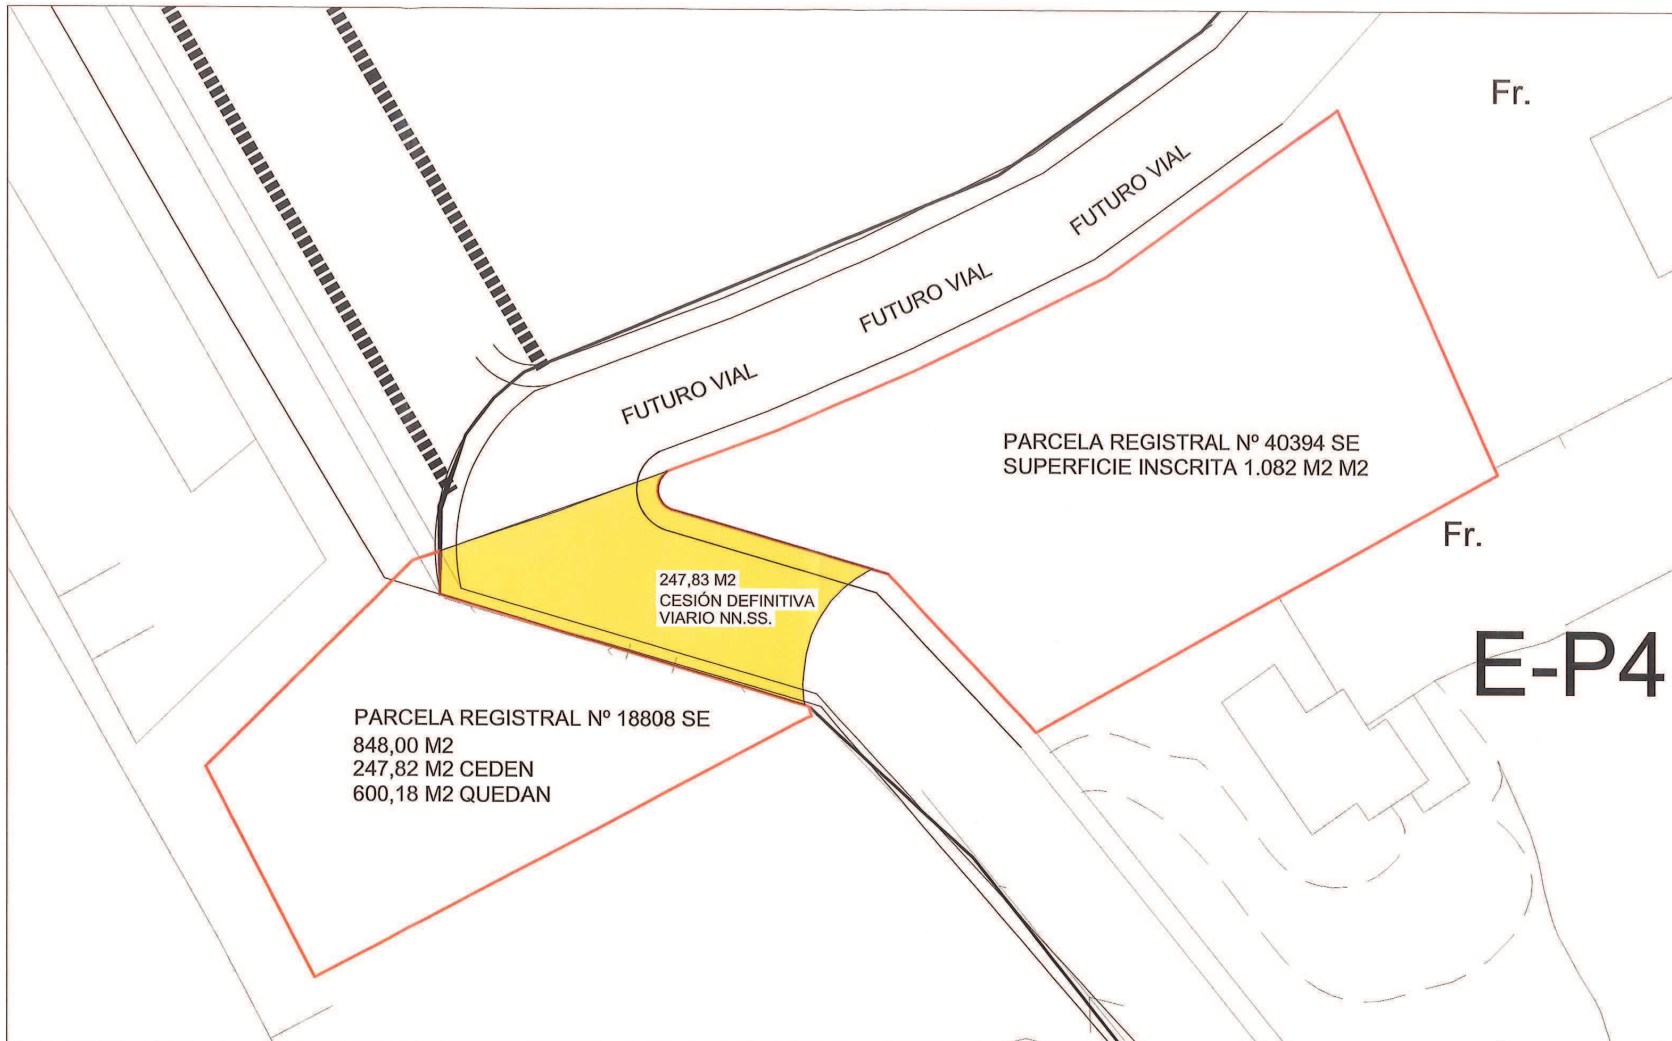 Fr.
FUTURO VIAL
FUTURO VIAL
FUTURO VIAL
PARCELA REGISTRAL Nº 40394 SE
SUPERFICIE INSCRITA 1.082 M2 M2
Fr.
247,83 M2
CESIÓN DEFINITIVA
VIARIO NN.SS.
E-P4
PARCELA REGISTRAL Nº 18808 SE
848,00 M2
247,82 M2 CEDEN
600,18 M2 QUEDAN